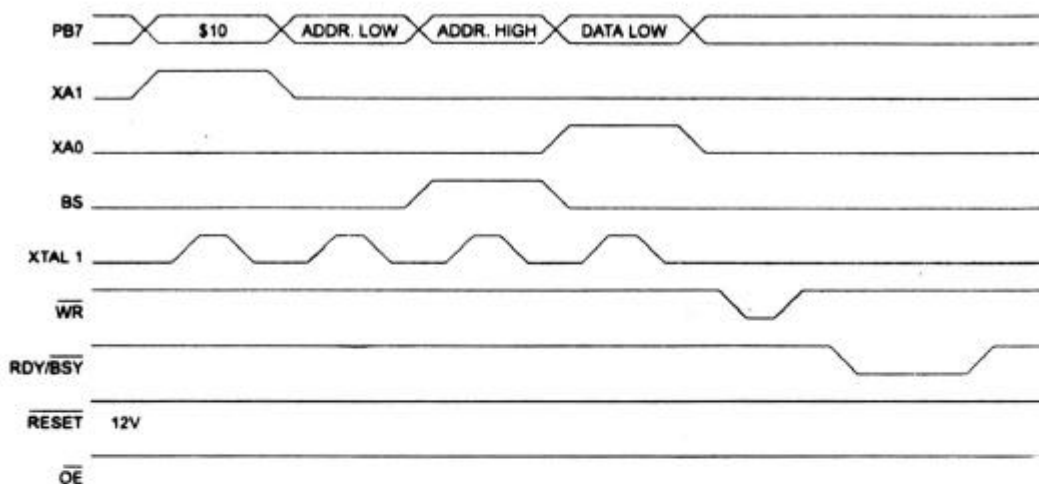 PB7 $10 ADDR. LOW ADDR. HIGH DATA LOW
XA1
XA0
BS
XTAL 1
WR
RDY/BSY
RESET 12V
OE